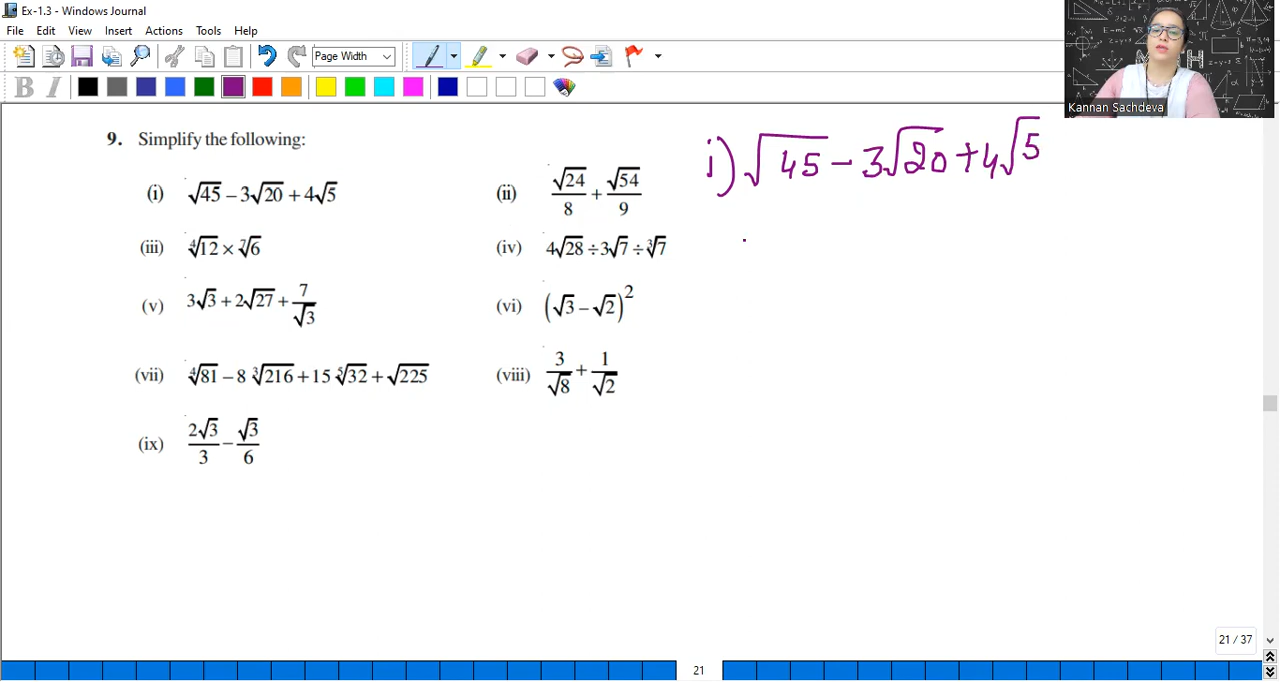 Ex-1.3 - Windows Journal
File Edit View Insert Actions Tools Help
Page Width
B I
Kannan Sachdeva
9. Simplify the following:
(i) √45 − 3√20 + 4√5
(ii) √24/8 + √54/9
(iii) ⁴√12 × ⁷√6
(iv) 4√28 ÷ 3√7 ÷ ³√7
(v) 3√3 + 2√27 + 7/√3
(vi) (√3 − √2)²
(vii) ⁴√81 − 8 ³√216 + 15 ⁵√32 + √225
(viii) 3/√8 + 1/√2
(ix) 2√3/3 − √3/6
i) √45 − 3√20 + 4√5
21 / 37
21